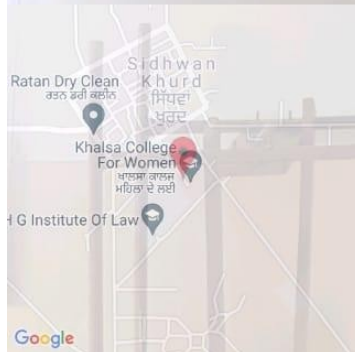 Sidhwan
Khurd
ਸਿੱਧਵਾਂ
ਖੁਰਦ
Ratan Dry Clean
ਰਤਨ ਡਰੀ ਕਲੀਨ
Khalsa College
For Women
ਖਾਲਸਾ ਕਾਲਜ
ਮਹਿਲਾ ਦੇ ਲਈ
G Institute Of Law
Google